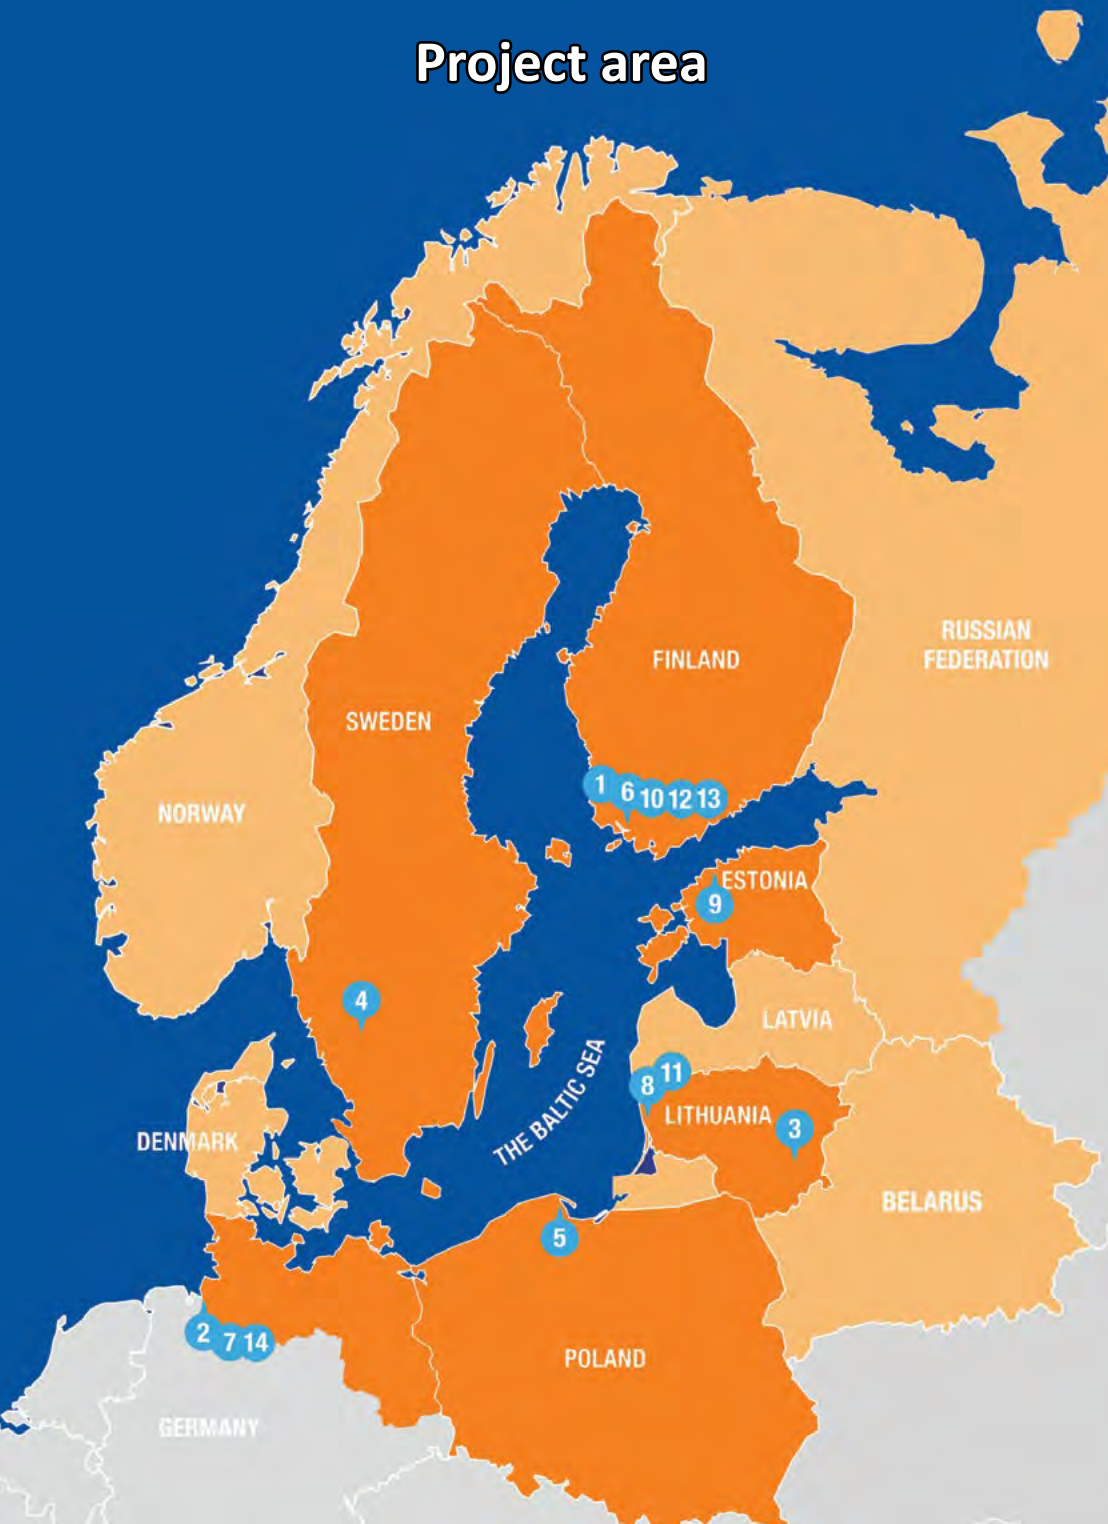 Project area
RUSSIAN
FEDERATION
FINLAND
SWEDEN
1 6 10 12 13
NORWAY
ESTONIA
9
4
LATVIA
THE BALTIC SEA
11
8
LITHUANIA
3
DENMARK
BELARUS
5
2 7 14
POLAND
GERMANY